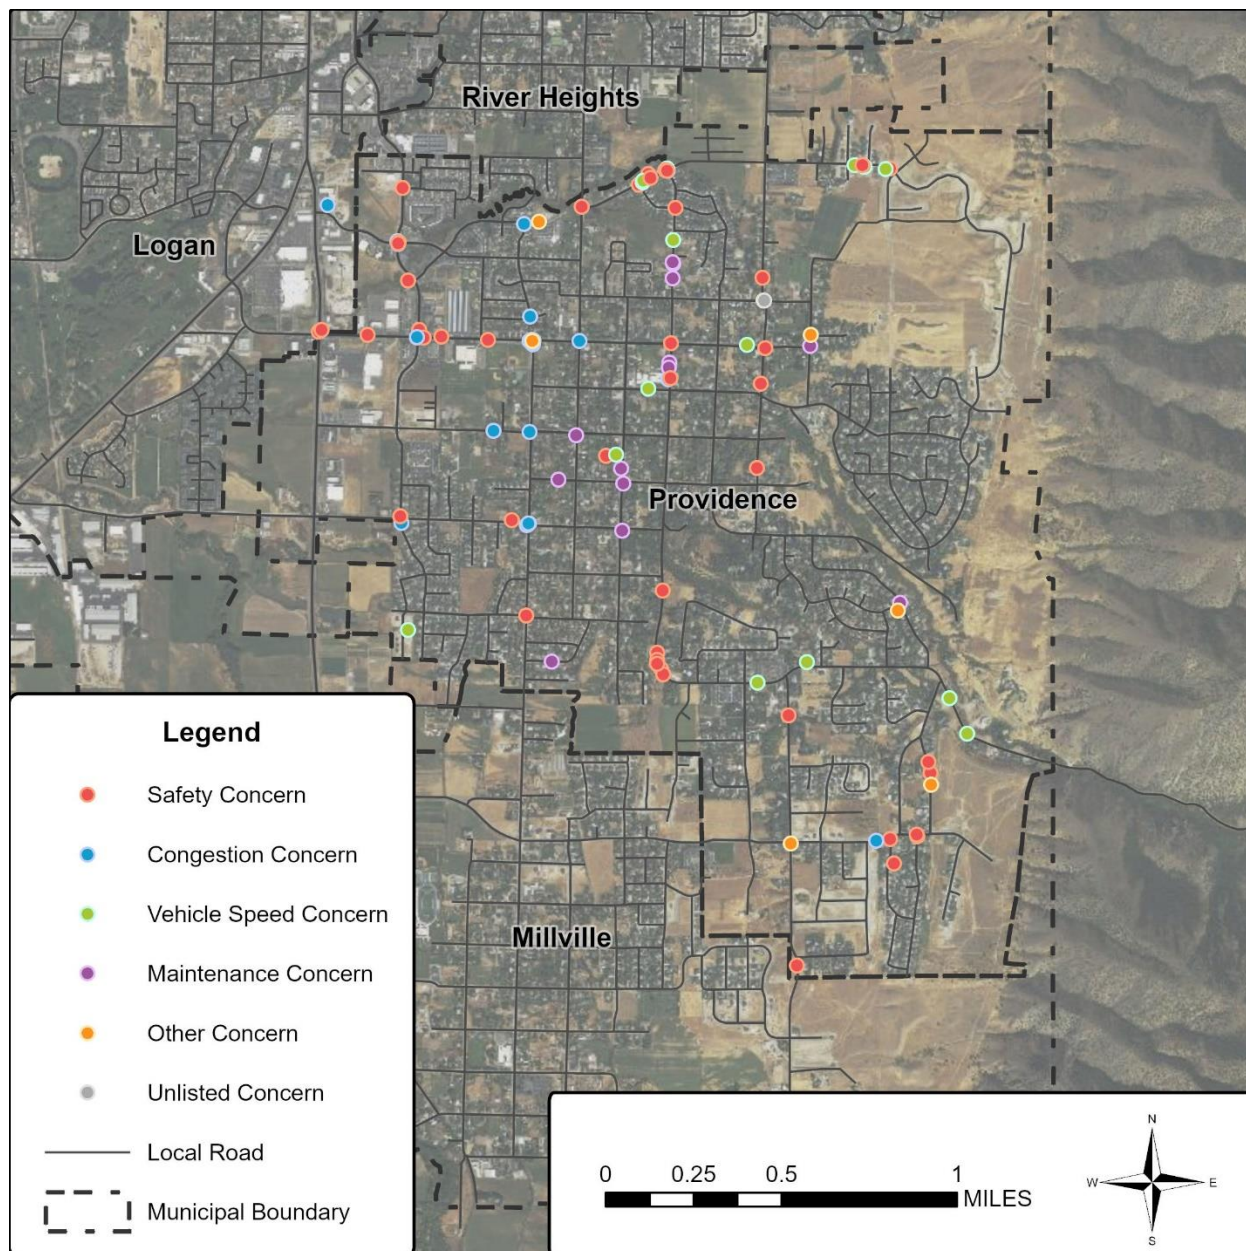 River Heights
Logan
Providence
Millville
Legend
Safety Concern
Congestion Concern
Vehicle Speed Concern
Maintenance Concern
Other Concern
Unlisted Concern
Local Road
Municipal Boundary
0 0.25 0.5 1
MILES
N
W E
S